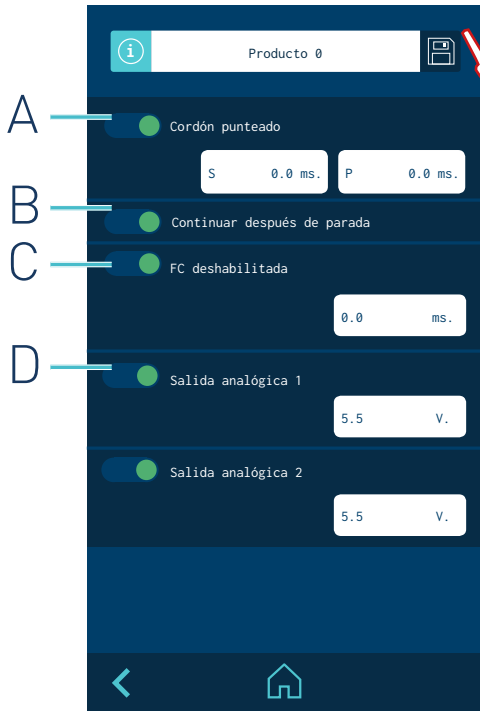 i Producto 0
A Cordón punteado
S 0.0 ms. P 0.0 ms.
B Continuar después de parada
C FC deshabilitada
0.0 ms.
D Salida analógica 1
5.5 V.
Salida analógica 2
5.5 V.